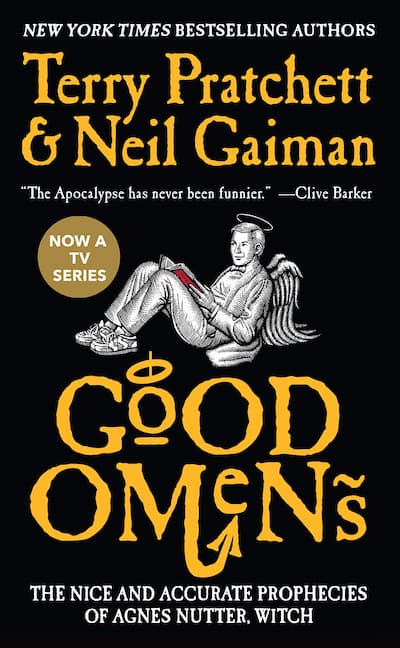 NEW YORK TIMES BESTSELLING AUTHORS
Terry Pratchett
& Neil Gaiman
“The Apocalypse has never been funnier.” —Clive Barker
NOW A
TV
SERIES
GOOD
OMENS
THE NICE AND ACCURATE PROPHECIES
OF AGNES NUTTER, WITCH